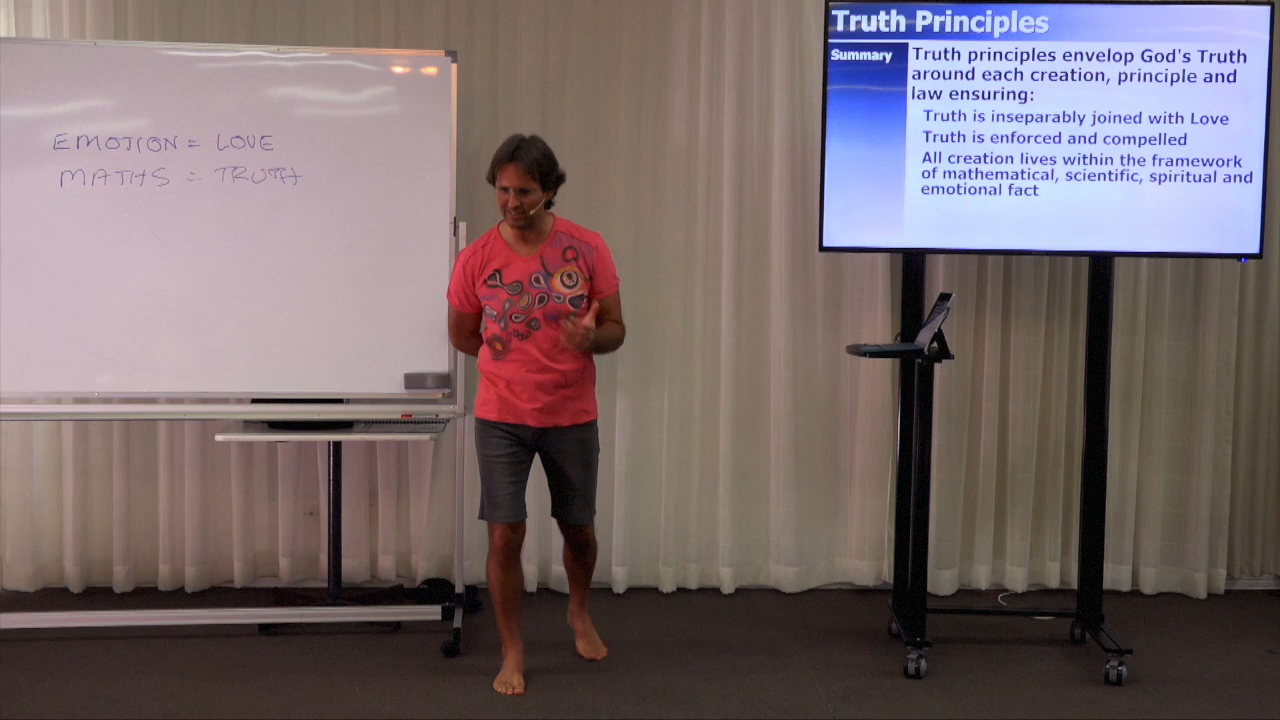 EMOTION = LOVE
MATHS = TRUTH
Truth Principles
Summary
Truth principles envelop God's Truth
around each creation, principle and
law ensuring:
Truth is inseparably joined with Love
Truth is enforced and compelled
All creation lives within the framework
of mathematical, scientific, spiritual and
emotional fact